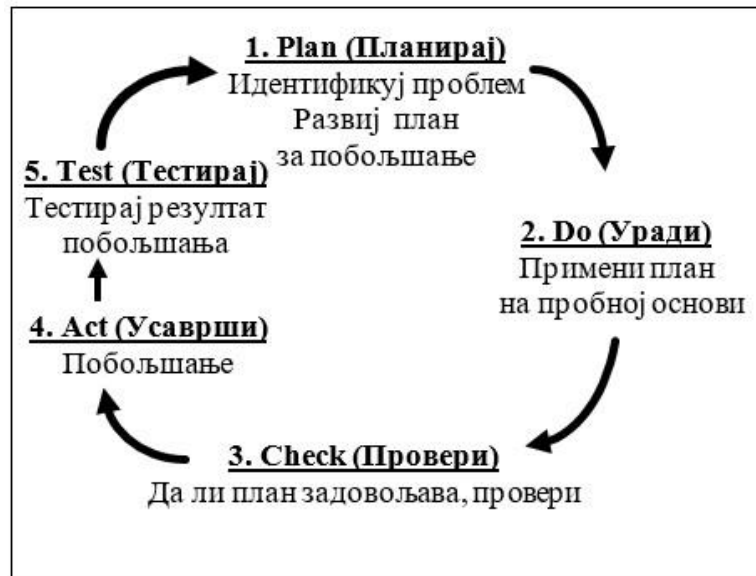 1. Plan (Планирај)
Идентификуј проблем
Развиј план
за побољшање
2. Do (Уради)
Примени план
на пробној основи
3. Check (Провери)
Да ли план задовољава, провери
4. Act (Усаврши)
Побољшање
5. Test (Тестирај)
Тестирај резултат
побољшања